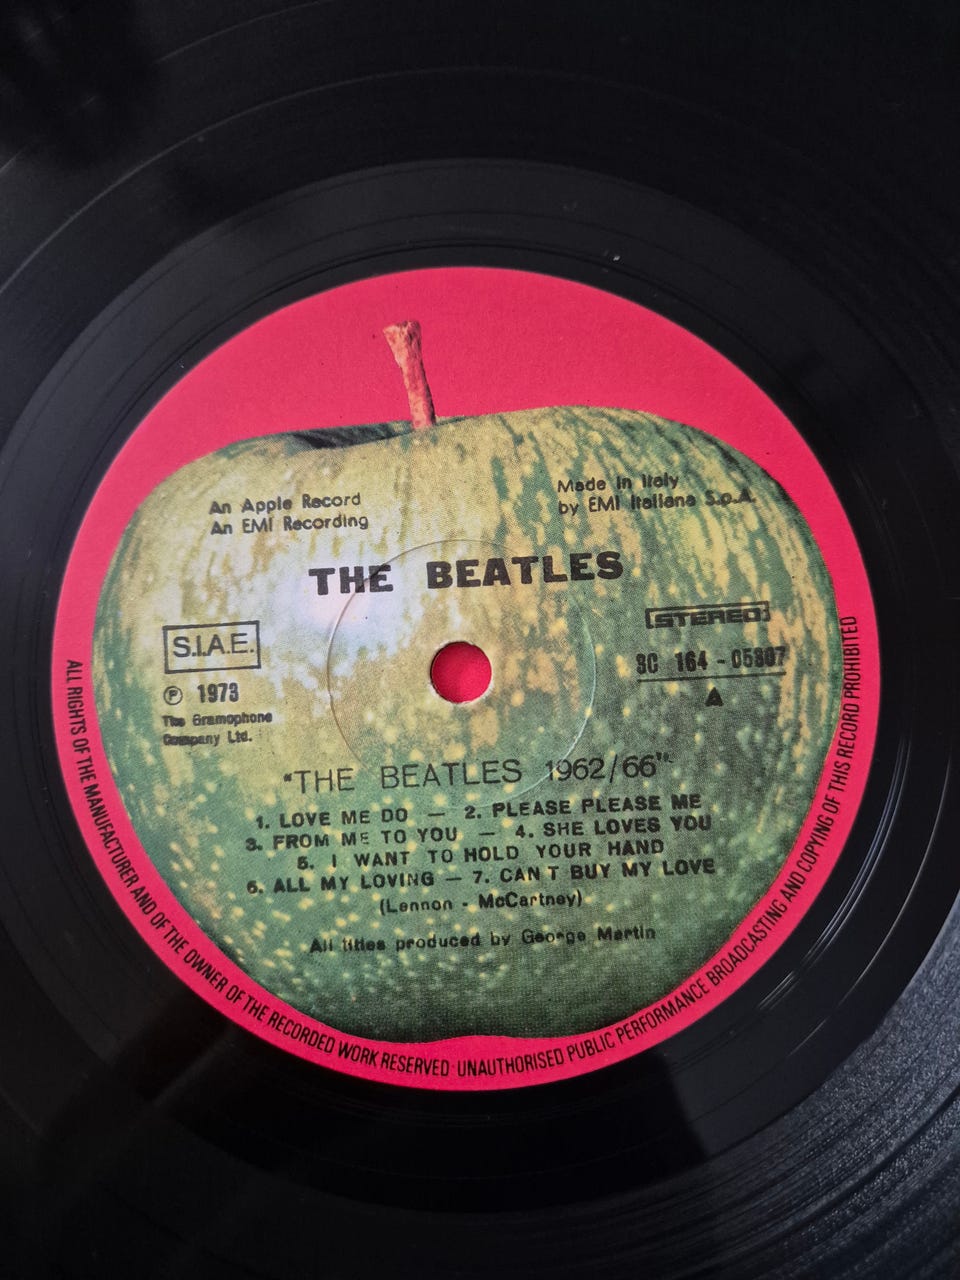 An Apple Record
An EMI Recording
Made in Italy
by EMI Italiana S.p.A.
THE BEATLES
S.I.A.E.
℗ 1973
The Gramophone
Company Ltd.
STEREO
3C 164 - 05307
▲
"THE BEATLES 1962/66"
1. LOVE ME DO — 2. PLEASE PLEASE ME
3. FROM ME TO YOU — 4. SHE LOVES YOU
5. I WANT TO HOLD YOUR HAND
6. ALL MY LOVING — 7. CAN'T BUY MY LOVE
(Lennon - McCartney)
All titles produced by George Martin
ALL RIGHTS OF THE MANUFACTURER AND OF THE OWNER OF THE RECORDED WORK RESERVED · UNAUTHORISED PUBLIC PERFORMANCE BROADCASTING AND COPYING OF THIS RECORD PROHIBITED